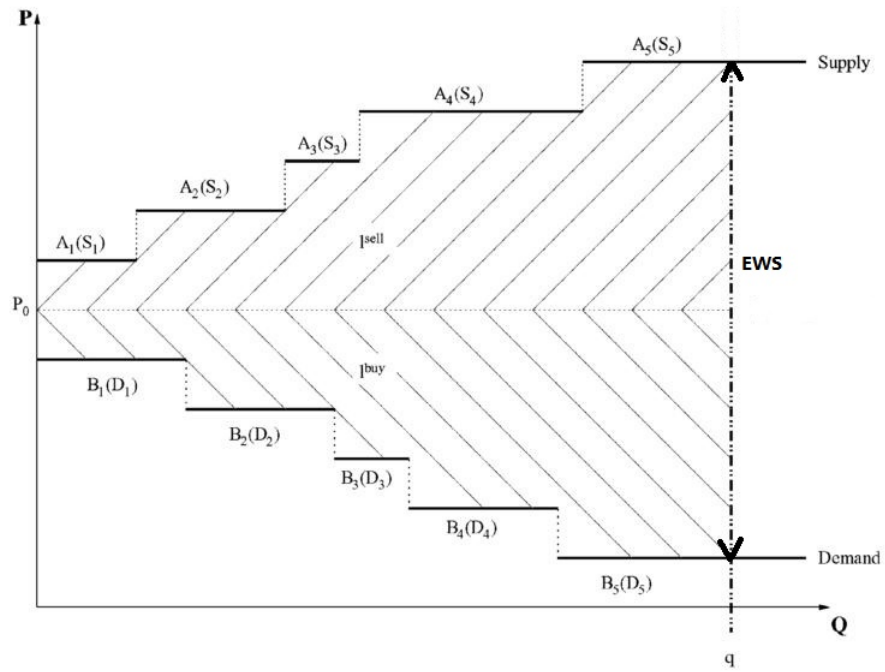 P
A₅(S₅)
Supply
A₄(S₄)
A₃(S₃)
A₂(S₂)
A₁(S₁)
Iˢᵉˡˡ
EWS
P₀
Iᵇᵘʸ
B₁(D₁)
B₂(D₂)
B₃(D₃)
B₄(D₄)
Demand
B₅(D₅)
Q
q